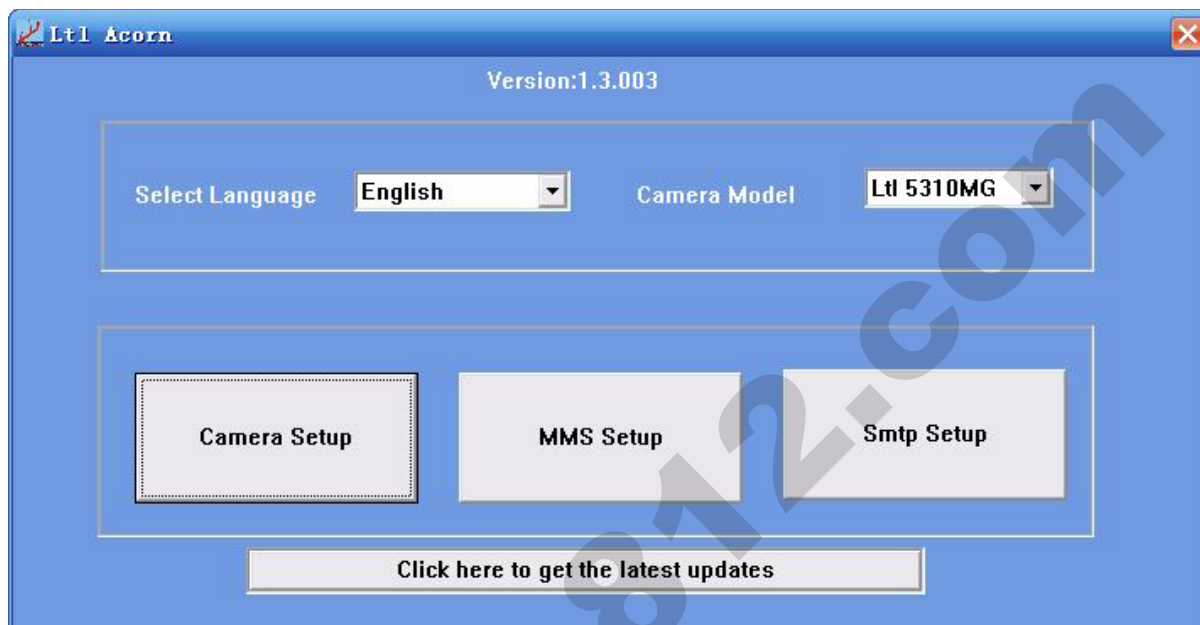 Ltl Acorn
Version:1.3.003
Select Language English Camera Model Ltl 5310MG
Camera Setup MMS Setup Smtp Setup
Click here to get the latest updates
812.com